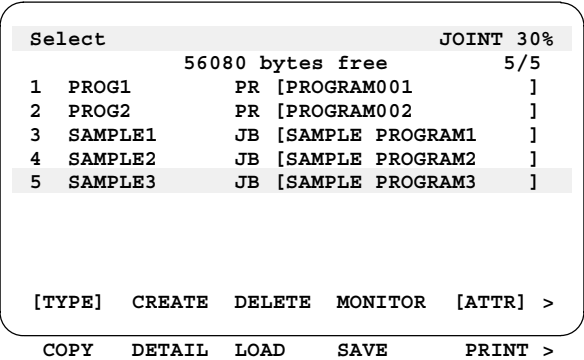 Select JOINT 30%
56080 bytes free 5/5
1 PROG1 PR [PROGRAM001 ]
2 PROG2 PR [PROGRAM002 ]
3 SAMPLE1 JB [SAMPLE PROGRAM1 ]
4 SAMPLE2 JB [SAMPLE PROGRAM2 ]
5 SAMPLE3 JB [SAMPLE PROGRAM3 ]
[TYPE] CREATE DELETE MONITOR [ATTR] >
COPY DETAIL LOAD SAVE PRINT >